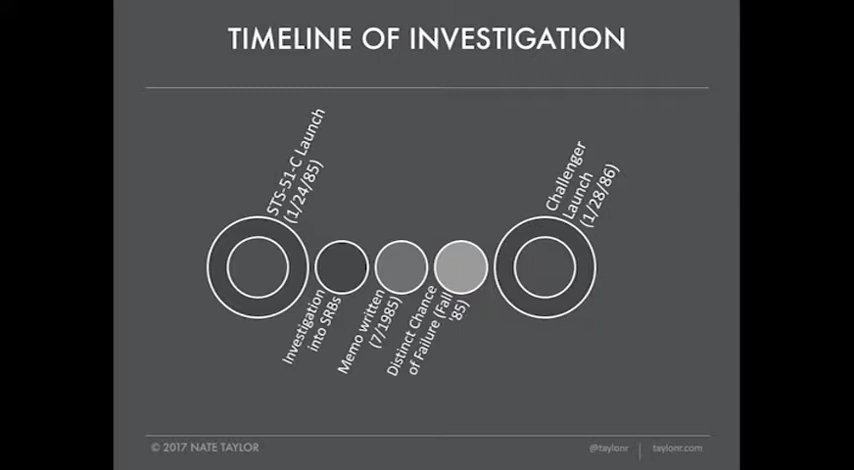 TIMELINE OF INVESTIGATION
STS-51-C Launch
(1/24/85)
Investigation
into SRBs
Memo written
(7/1985)
Distinct Chance
of Failure (Fall
'85)
Challenger
Launch
(1/28/86)
© 2017 NATE TAYLOR
@taylonr | taylonr.com